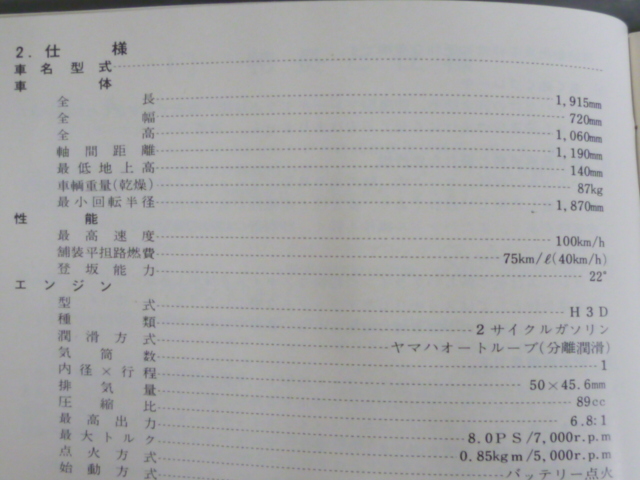 2. 仕様
車名型式
車体
全長 1,915mm
全幅 720mm
全高 1,060mm
軸間距離 1,190mm
最低地上高 140mm
車輌重量(乾燥) 87kg
最小回転半径 1,870mm
性能
最高速度 100km/h
舗装平担路燃費 75km/ℓ(40km/h)
登坂能力 22°
エンジン
型式 H3D
種類 2サイクルガソリン
潤滑方式 ヤマハオートルーブ(分離潤滑)
気筒数 1
内径×行程 50×45.6mm
排気量 89cc
圧縮比 6.8:1
最高出力 8.0PS/7,000r.p.m
最大トルク 0.85kgm/5,000r.p.m
点火方式 バッテリー点火
始動方式